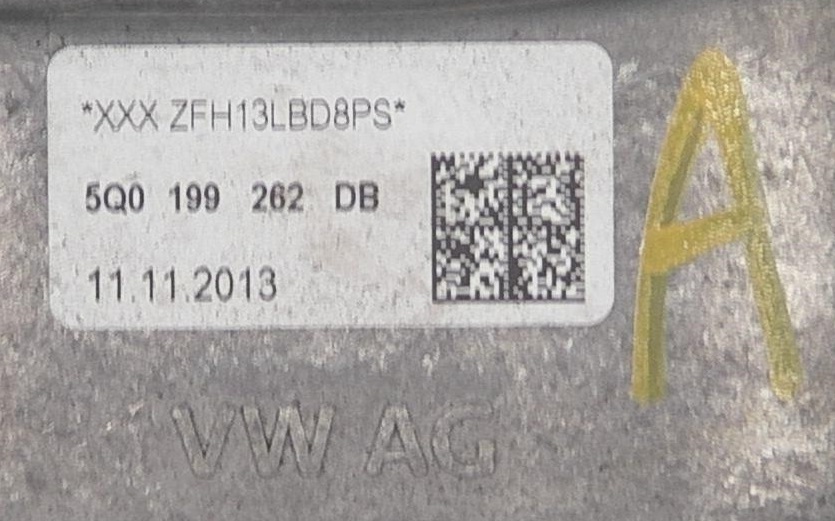 *XXX ZFH13LBD8PS*
5Q0 199 262 DB
11.11.2013
A
VW AG